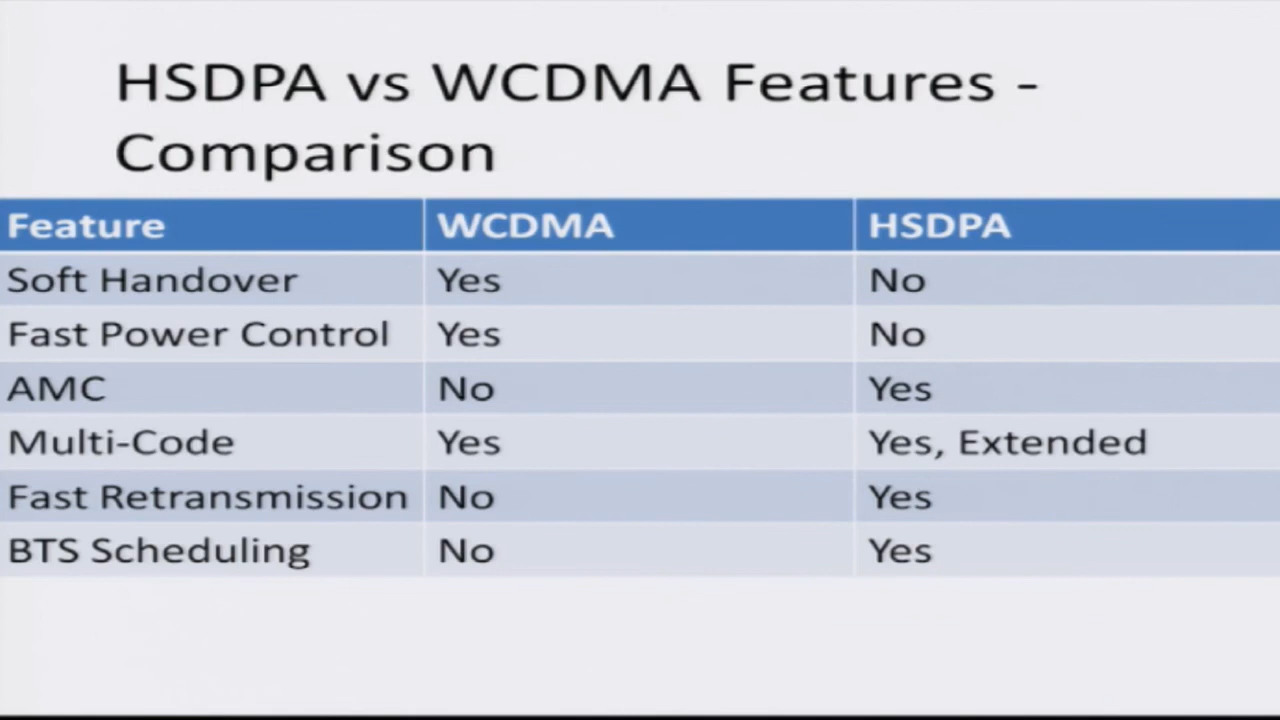 HSDPA vs WCDMA Features -
Comparison
Feature WCDMA HSDPA
Soft Handover Yes No
Fast Power Control Yes No
AMC No Yes
Multi-Code Yes Yes, Extended
Fast Retransmission No Yes
BTS Scheduling No Yes